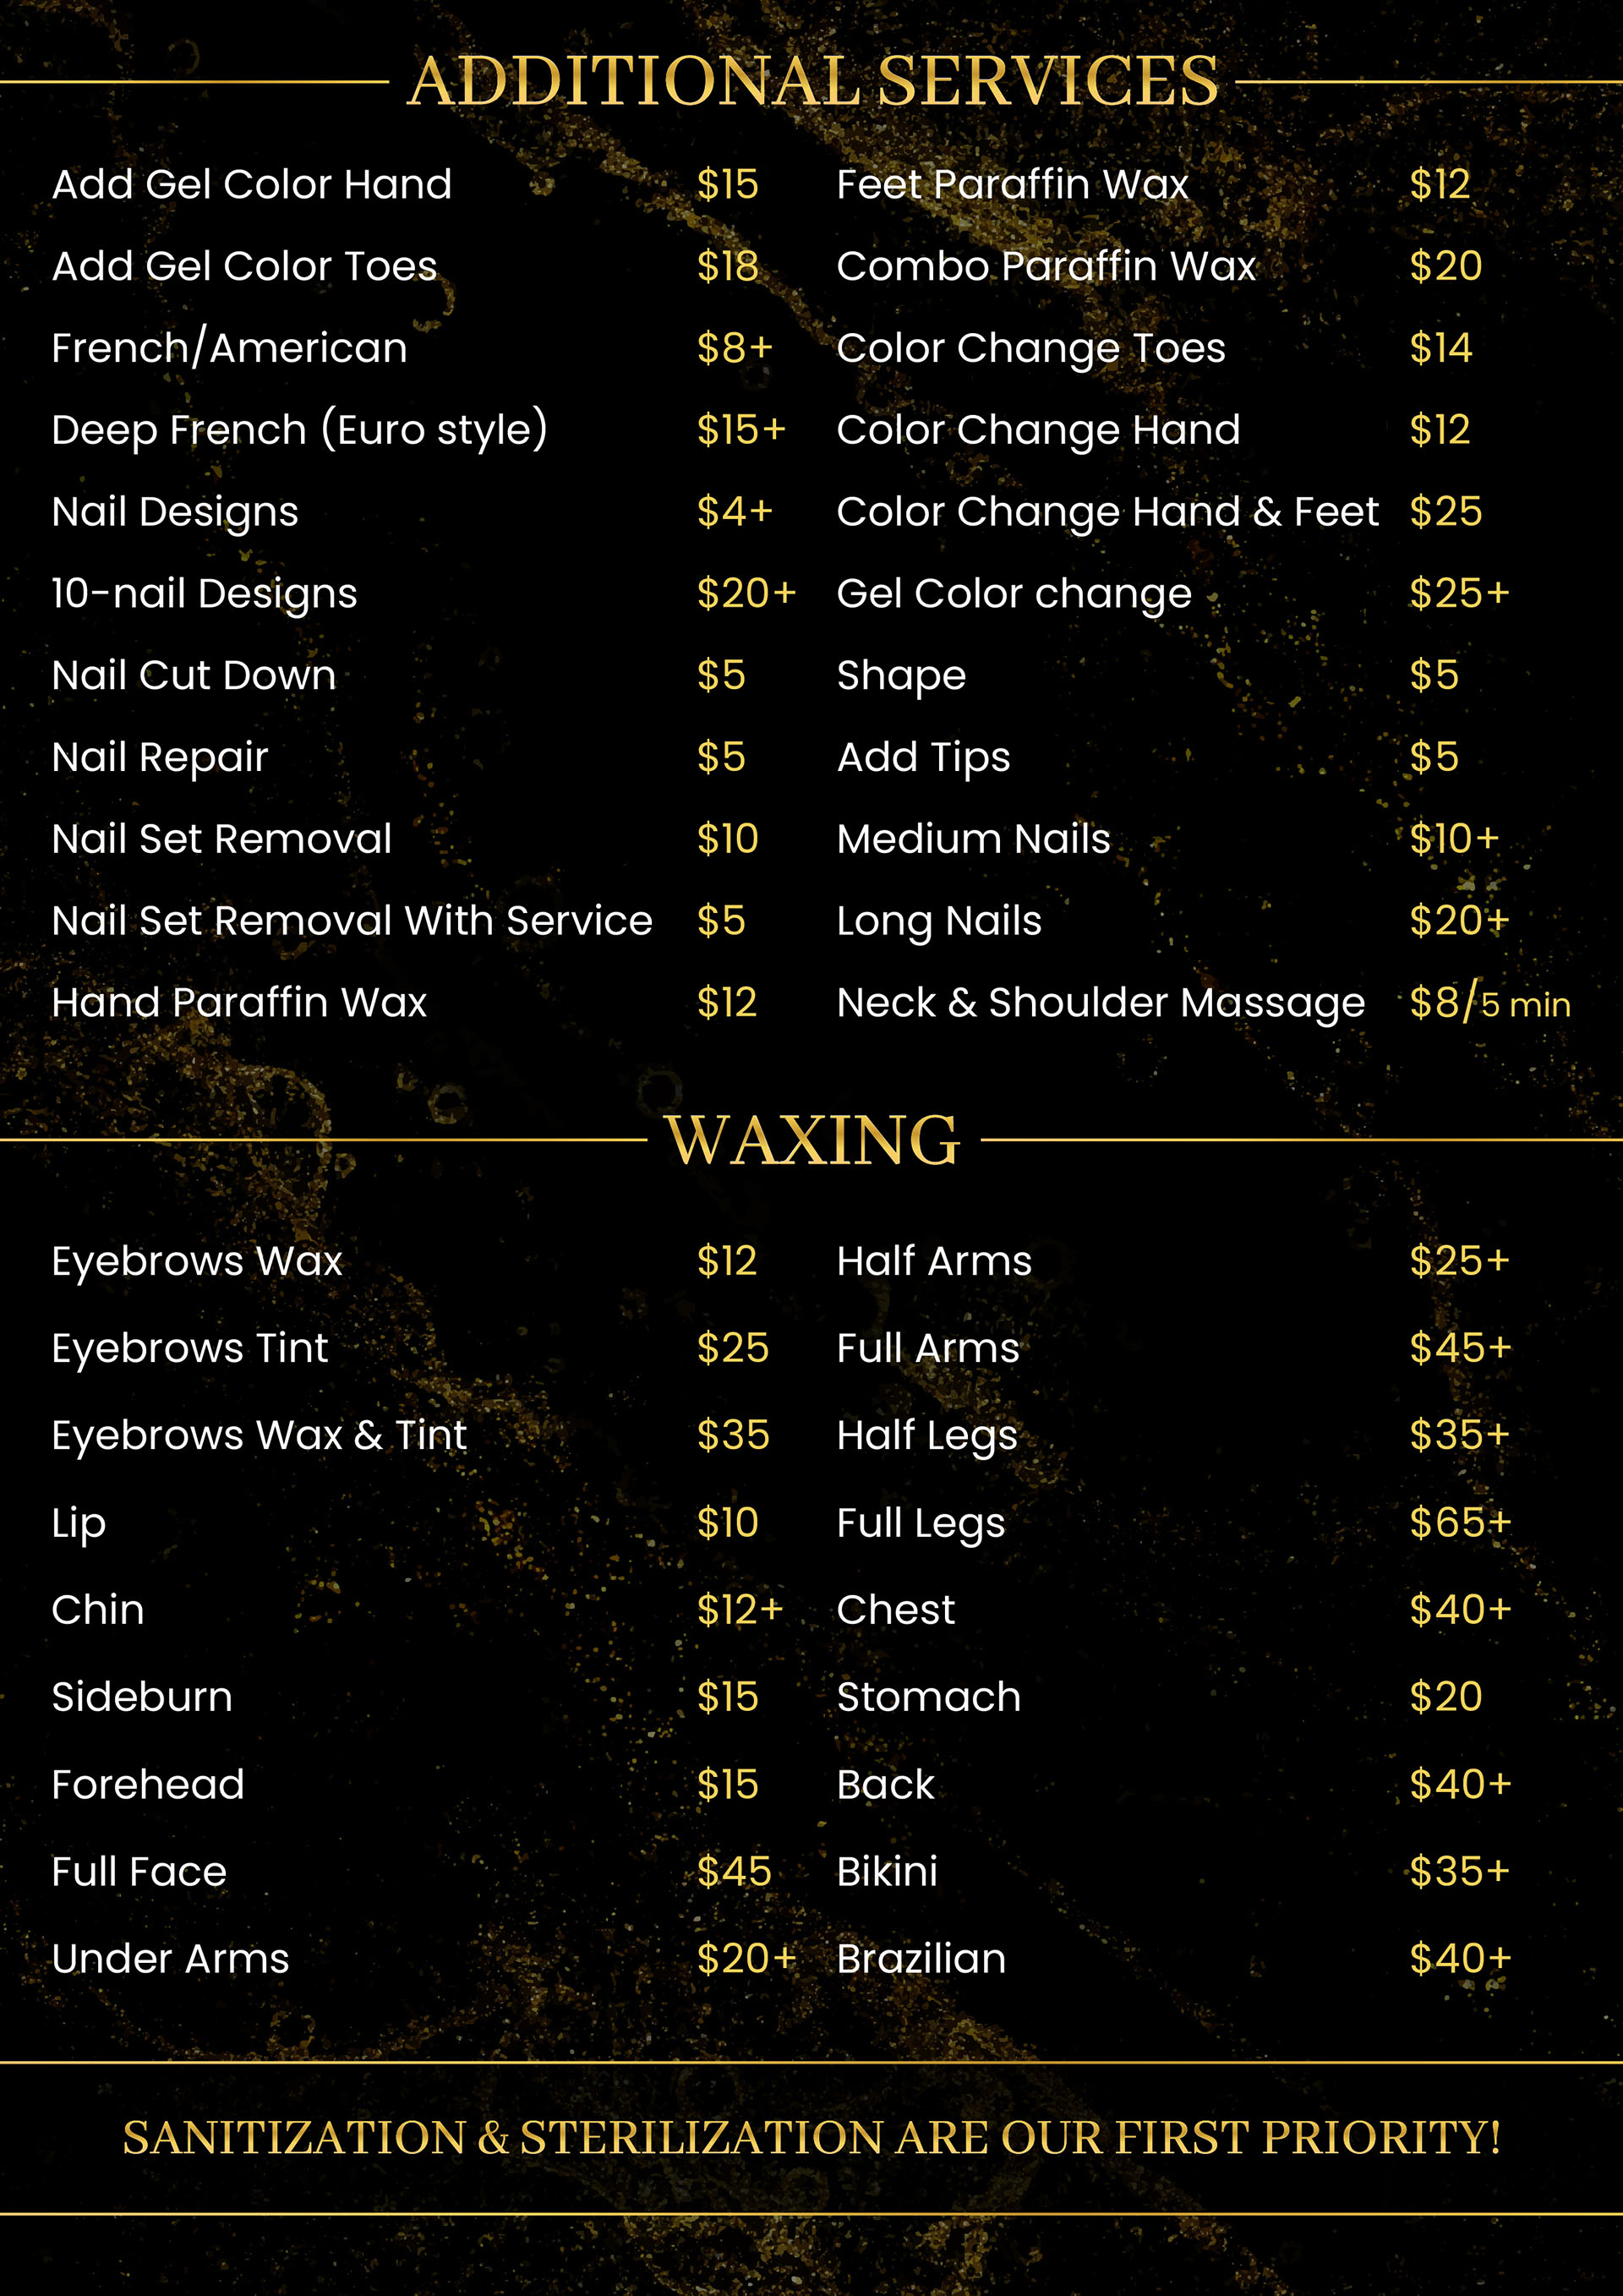 ADDITIONAL SERVICES
Add Gel Color Hand $15
Add Gel Color Toes $18
French/American $8+
Deep French (Euro style) $15+
Nail Designs $4+
10-nail Designs $20+
Nail Cut Down $5
Nail Repair $5
Nail Set Removal $10
Nail Set Removal With Service $5
Hand Paraffin Wax $12
Feet Paraffin Wax $12
Combo Paraffin Wax $20
Color Change Toes $14
Color Change Hand $12
Color Change Hand & Feet $25
Gel Color change $25+
Shape $5
Add Tips $5
Medium Nails $10+
Long Nails $20+
Neck & Shoulder Massage $8/5 min
WAXING
Eyebrows Wax $12
Eyebrows Tint $25
Eyebrows Wax & Tint $35
Lip $10
Chin $12+
Sideburn $15
Forehead $15
Full Face $45
Under Arms $20+
Half Arms $25+
Full Arms $45+
Half Legs $35+
Full Legs $65+
Chest $40+
Stomach $20
Back $40+
Bikini $35+
Brazilian $40+
SANITIZATION & STERILIZATION ARE OUR FIRST PRIORITY!